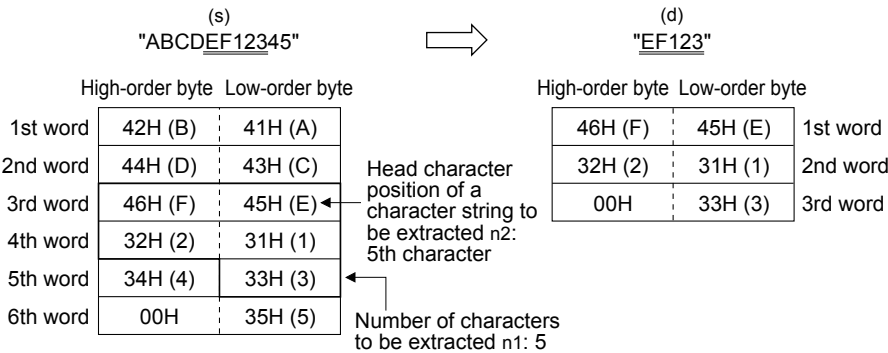 (s)
(d)
"ABCDEF12345"
"EF123"
High-order byte Low-order byte
High-order byte Low-order byte
1st word 42H (B) 41H (A)
46H (F) 45H (E) 1st word
2nd word 44H (D) 43H (C)
32H (2) 31H (1) 2nd word
3rd word 46H (F) 45H (E)
00H 33H (3) 3rd word
4th word 32H (2) 31H (1)
5th word 34H (4) 33H (3)
6th word 00H 35H (5)
Head character
position of a
character string to
be extracted n2:
5th character
Number of characters
to be extracted n1: 5